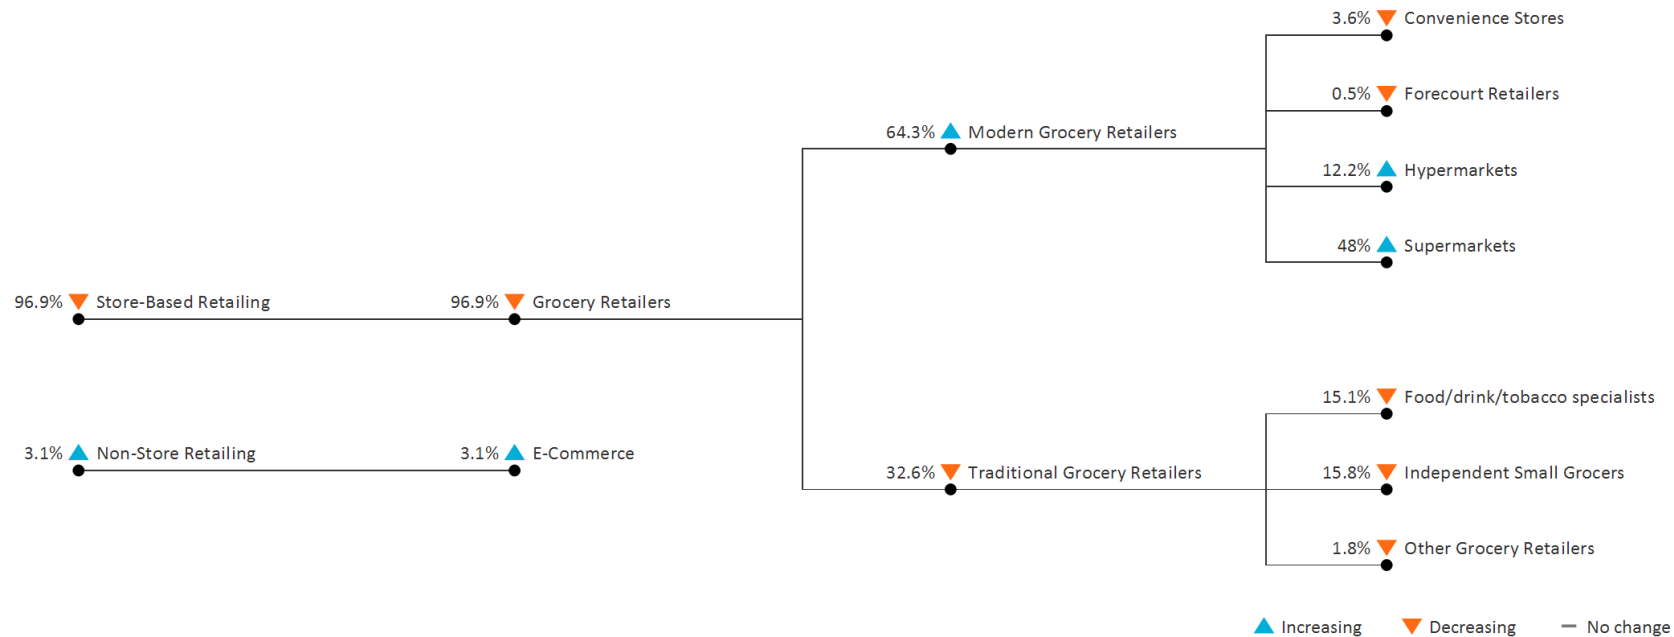 3.6% Convenience Stores
0.5% Forecourt Retailers
64.3% Modern Grocery Retailers
12.2% Hypermarkets
48% Supermarkets
96.9% Store-Based Retailing
96.9% Grocery Retailers
15.1% Food/drink/tobacco specialists
3.1% Non-Store Retailing
3.1% E-Commerce
32.6% Traditional Grocery Retailers
15.8% Independent Small Grocers
1.8% Other Grocery Retailers
Increasing
Decreasing
No change